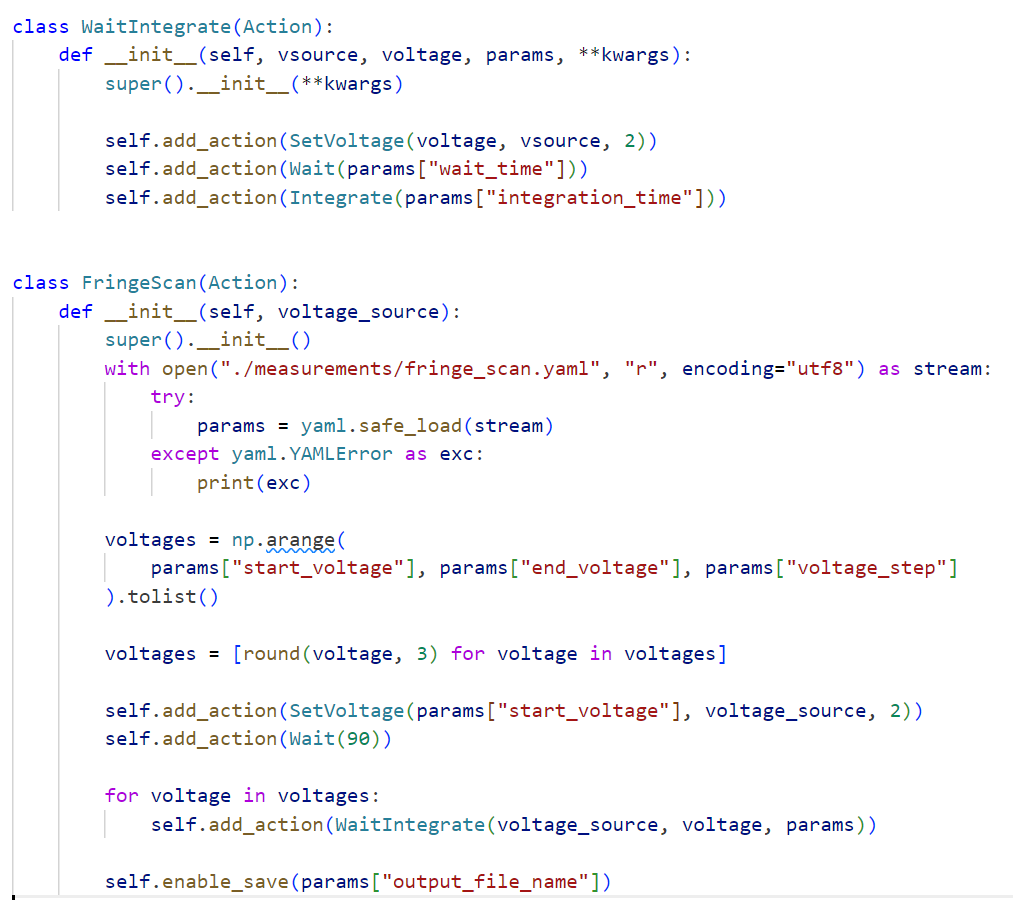 class WaitIntegrate(Action):
    def __init__(self, vsource, voltage, params, **kwargs):
        super().__init__(**kwargs)

        self.add_action(SetVoltage(voltage, vsource, 2))
        self.add_action(Wait(params["wait_time"]))
        self.add_action(Integrate(params["integration_time"]))


class FringeScan(Action):
    def __init__(self, voltage_source):
        super().__init__()
        with open("./measurements/fringe_scan.yaml", "r", encoding="utf8") as stream:
            try:
                params = yaml.safe_load(stream)
            except yaml.YAMLError as exc:
                print(exc)

        voltages = np.arange(
            params["start_voltage"], params["end_voltage"], params["voltage_step"]
        ).tolist()

        voltages = [round(voltage, 3) for voltage in voltages]

        self.add_action(SetVoltage(params["start_voltage"], voltage_source, 2))
        self.add_action(Wait(90))

        for voltage in voltages:
            self.add_action(WaitIntegrate(voltage_source, voltage, params))

        self.enable_save(params["output_file_name"])